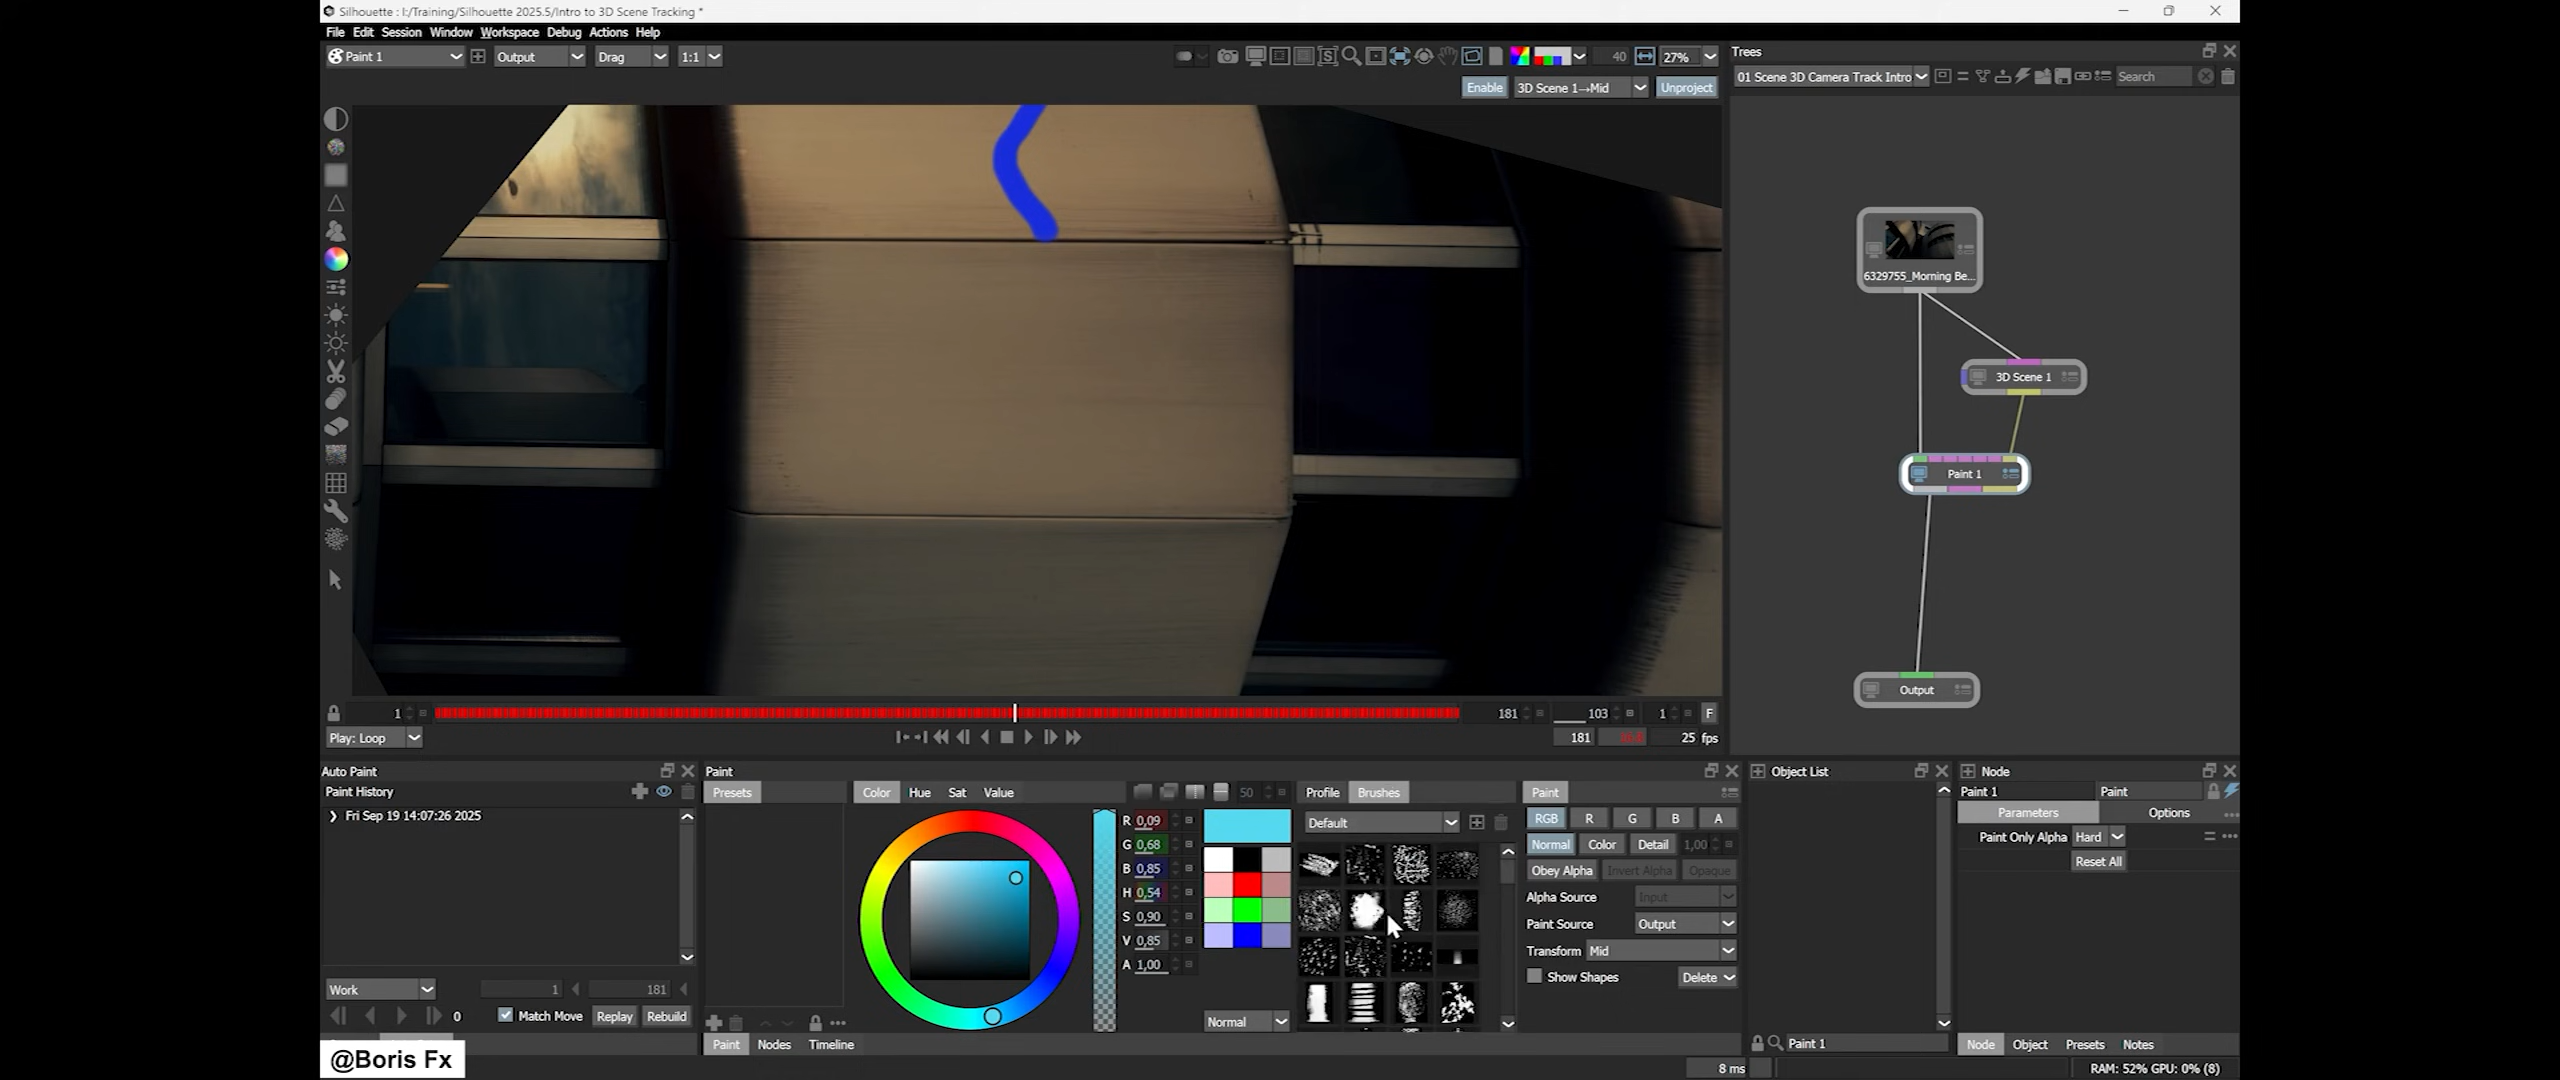 Silhouette : I:/Training/Silhouette 2025.5/Intro to 3D Scene Tracking *
File Edit Session Window Workspace Debug Actions Help
Paint 1 Output Drag 1:1 40 27%
Enable 3D Scene 1→Mid Unproject
Trees
01 Scene 3D Camera Track Intro Search
6329755_Morning Be...
3D Scene 1
Paint 1
Output
1 181 103 1 F
Play: Loop 181 25 fps
Auto Paint
Paint History
Fri Sep 19 14:07:26 2025
Work 1 181
0 Match Move Replay Rebuild
Paint
Presets Color Hue Sat Value 50
R 0,09
G 0,68
B 0,85
H 0,54
S 0,90
V 0,85
A 1,00
Normal
Paint Nodes Timeline
Profile Brushes
Default
Paint
RGB R G B A
Normal Color Detail 1,00
Obey Alpha Invert Alpha Opaque
Alpha Source Input
Paint Source Output
Transform Mid
Show Shapes Delete
Object List
Paint 1
Node
Paint 1 Paint
Parameters Options
Paint Only Alpha Hard
Reset All
Node Object Presets Notes
@Boris Fx
8 ms
RAM: 52% GPU: 0% (8)